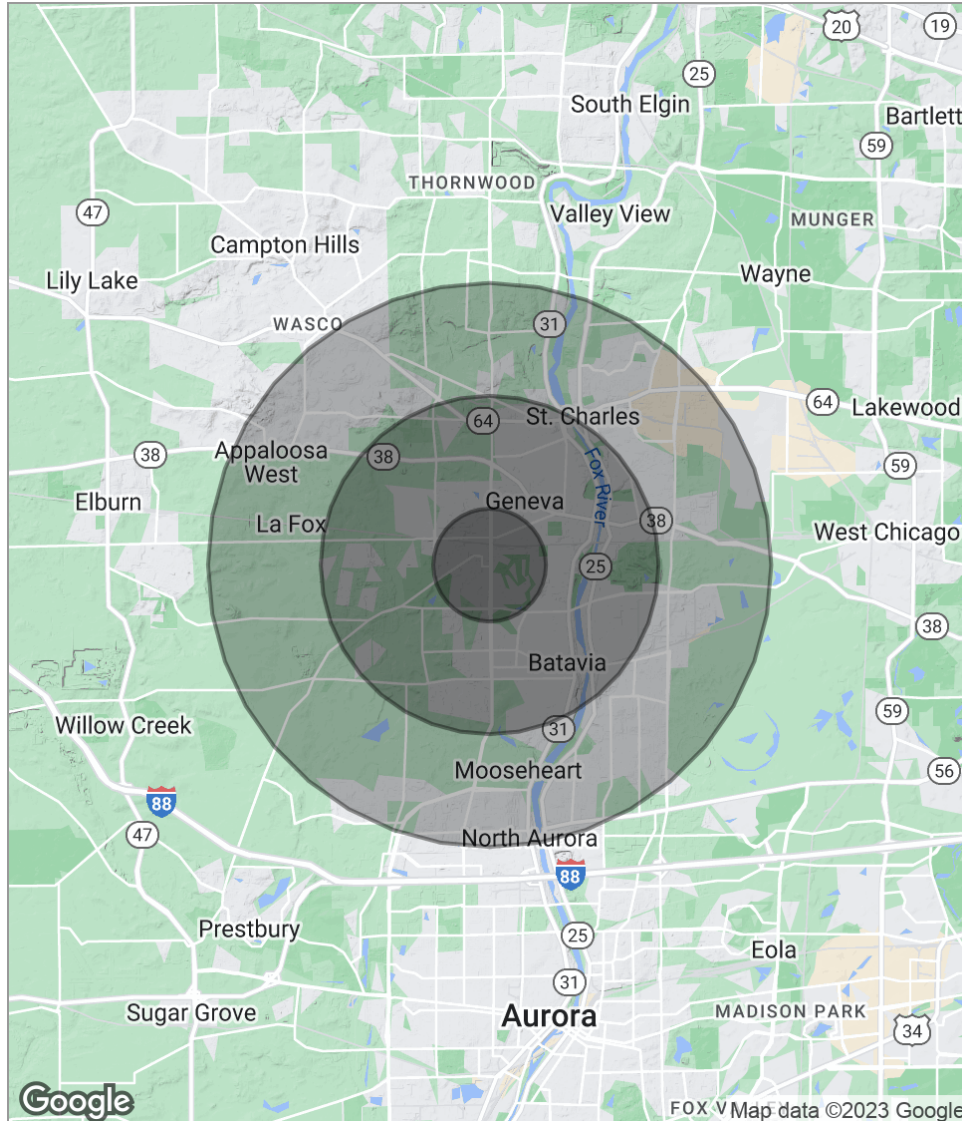 20
19
25
South Elgin
Bartlett
59
THORNWOOD
47
Valley View
MUNGER
Campton Hills
Wayne
Lily Lake
WASCO
31
64
Lakewood
64
St. Charles
38
Appaloosa
West
38
59
Fox River
Elburn
Geneva
La Fox
38
West Chicago
25
38
Batavia
59
Willow Creek
31
Mooseheart
56
88
47
North Aurora
88
Prestbury
25
Eola
31
Sugar Grove
Aurora
MADISON PARK
34
Google
Map data ©2023 Google